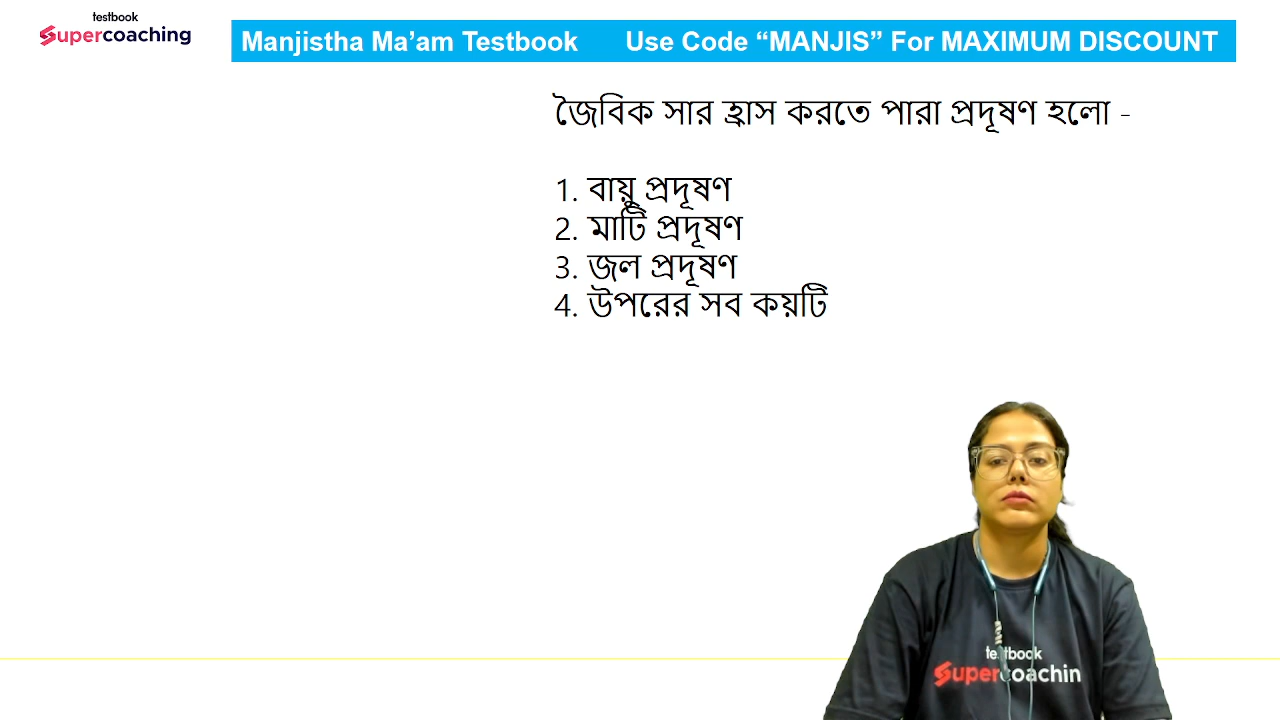 testbook
Supercoaching
Manjistha Ma’am Testbook Use Code “MANJIS” For MAXIMUM DISCOUNT
জৈবিক সার হ্রাস করতে পারা প্রদূষণ হলো -
1. বায়ু প্রদূষণ
2. মাটি প্রদূষণ
3. জল প্রদূষণ
4. উপরের সব কয়টি
testbook
Supercoachin